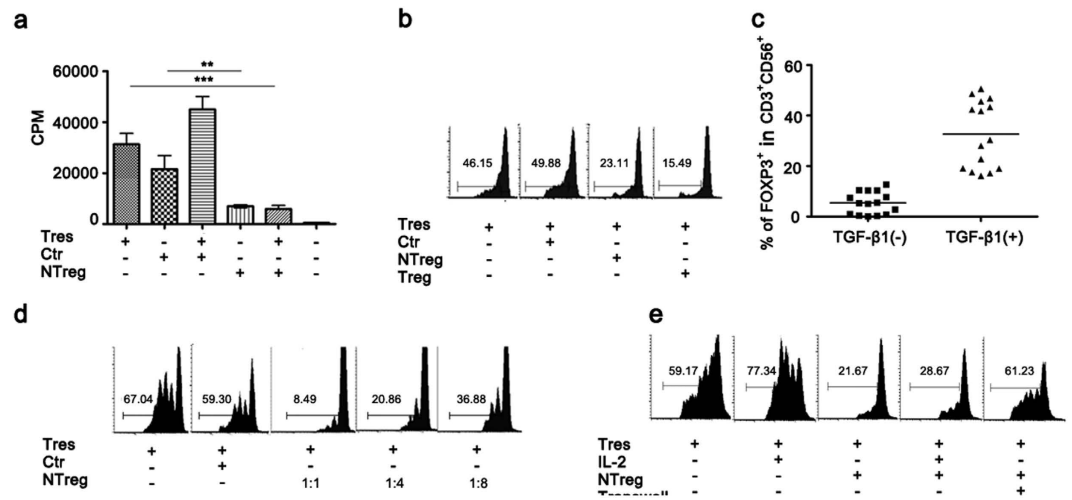 a
**
***
60000
40000
20000
0
CPM
Tres + - + - + -
Ctr - + + - - -
NTreg - - - + + -
b
46.15 49.88 23.11 15.49
Tres + + + +
Ctr - + - -
NTreg - - + -
Treg - - - +
c
% of FOXP3+ in CD3+CD56+
60
40
20
0
TGF-β1(-) TGF-β1(+)
d
67.04 59.30 8.49 20.86 36.88
Tres + + + + +
Ctr - + - - -
NTreg - - 1:1 1:4 1:8
e
59.17 77.34 21.67 28.67 61.23
Tres + + + + +
IL-2 - + - + -
NTreg - - + + +
Transwell - - - - +